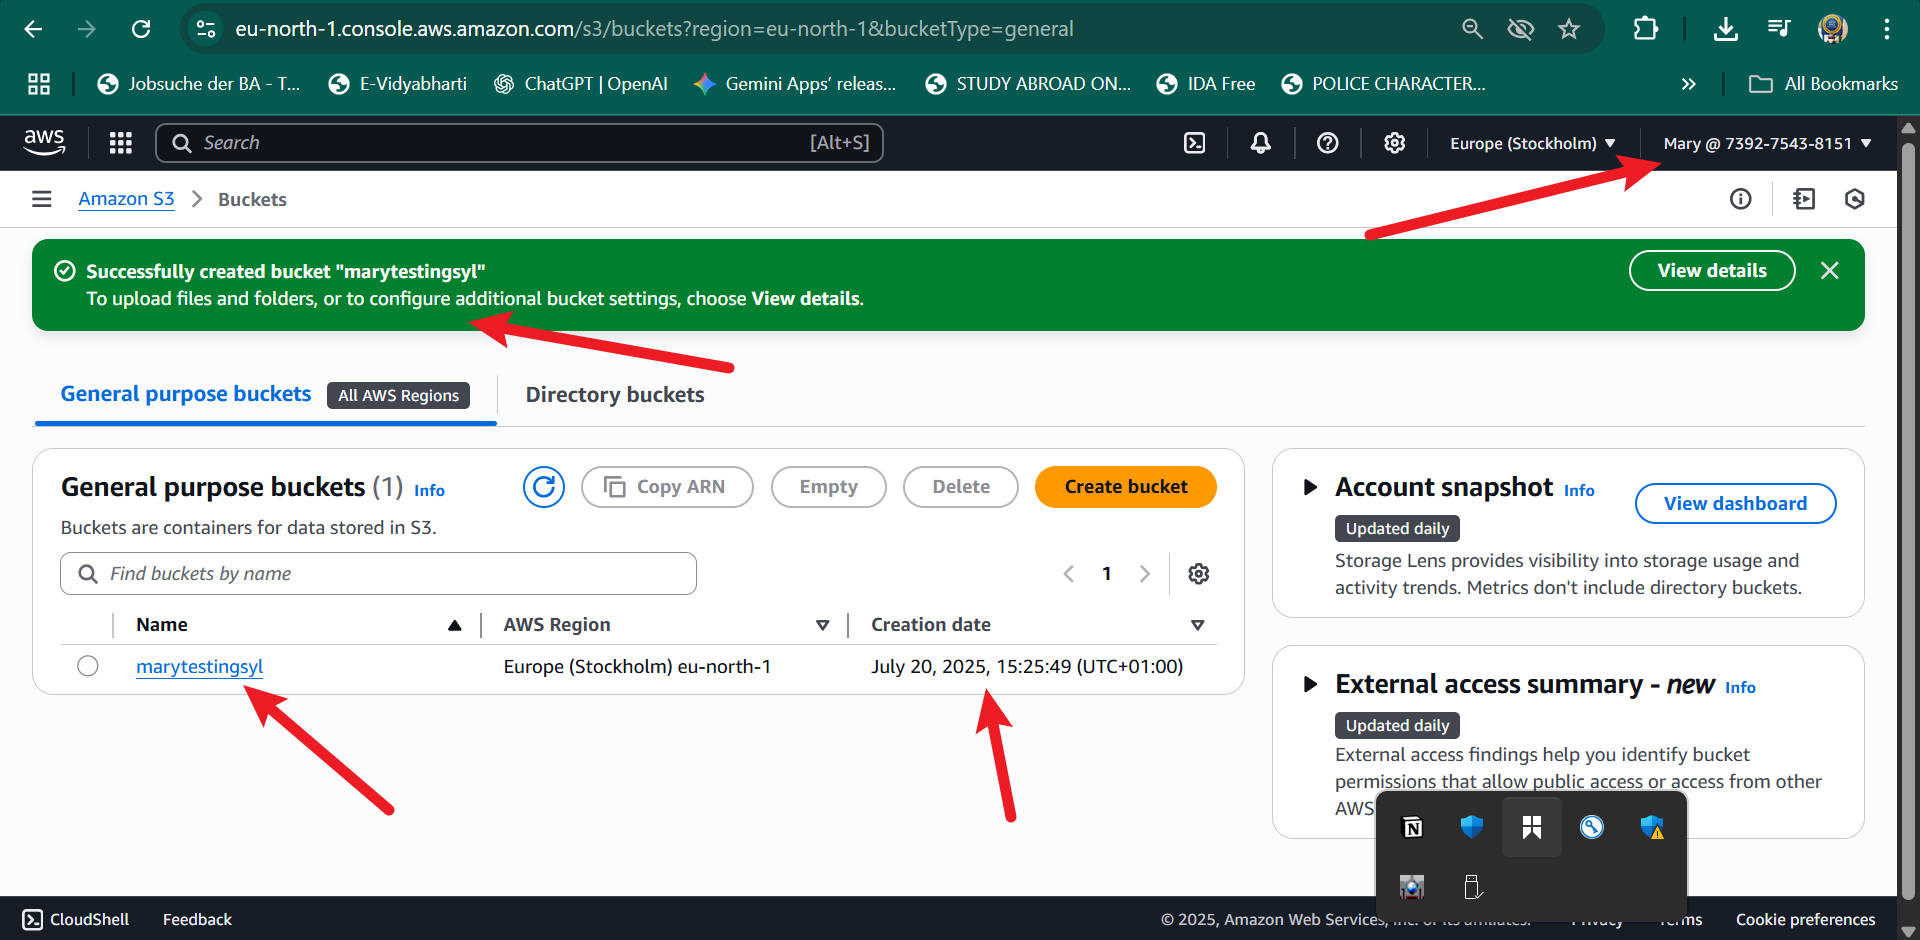 eu-north-1.console.aws.amazon.com/s3/buckets?region=eu-north-1&bucketType=general
Jobsuche der BA - T... E-Vidyabharti ChatGPT | OpenAI Gemini Apps’ releas... STUDY ABROAD ON... IDA Free POLICE CHARACTER... » All Bookmarks
aws Search [Alt+S] Europe (Stockholm) Mary @ 7392-7543-8151
Amazon S3 > Buckets
Successfully created bucket "marytestingsyl" View details
To upload files and folders, or to configure additional bucket settings, choose View details.
General purpose buckets All AWS Regions Directory buckets
General purpose buckets (1) Info Copy ARN Empty Delete Create bucket
Buckets are containers for data stored in S3.
Find buckets by name 1
Name AWS Region Creation date
marytestingsyl Europe (Stockholm) eu-north-1 July 20, 2025, 15:25:49 (UTC+01:00)
Account snapshot Info View dashboard
Updated daily
Storage Lens provides visibility into storage usage and
activity trends. Metrics don't include directory buckets.
External access summary - new Info
Updated daily
External access findings help you identify bucket
permissions that allow public access or access from other
AWS
N
CloudShell Feedback © 2025, Amazon Web Services, Inc. or its affiliates. Privacy Terms Cookie preferences